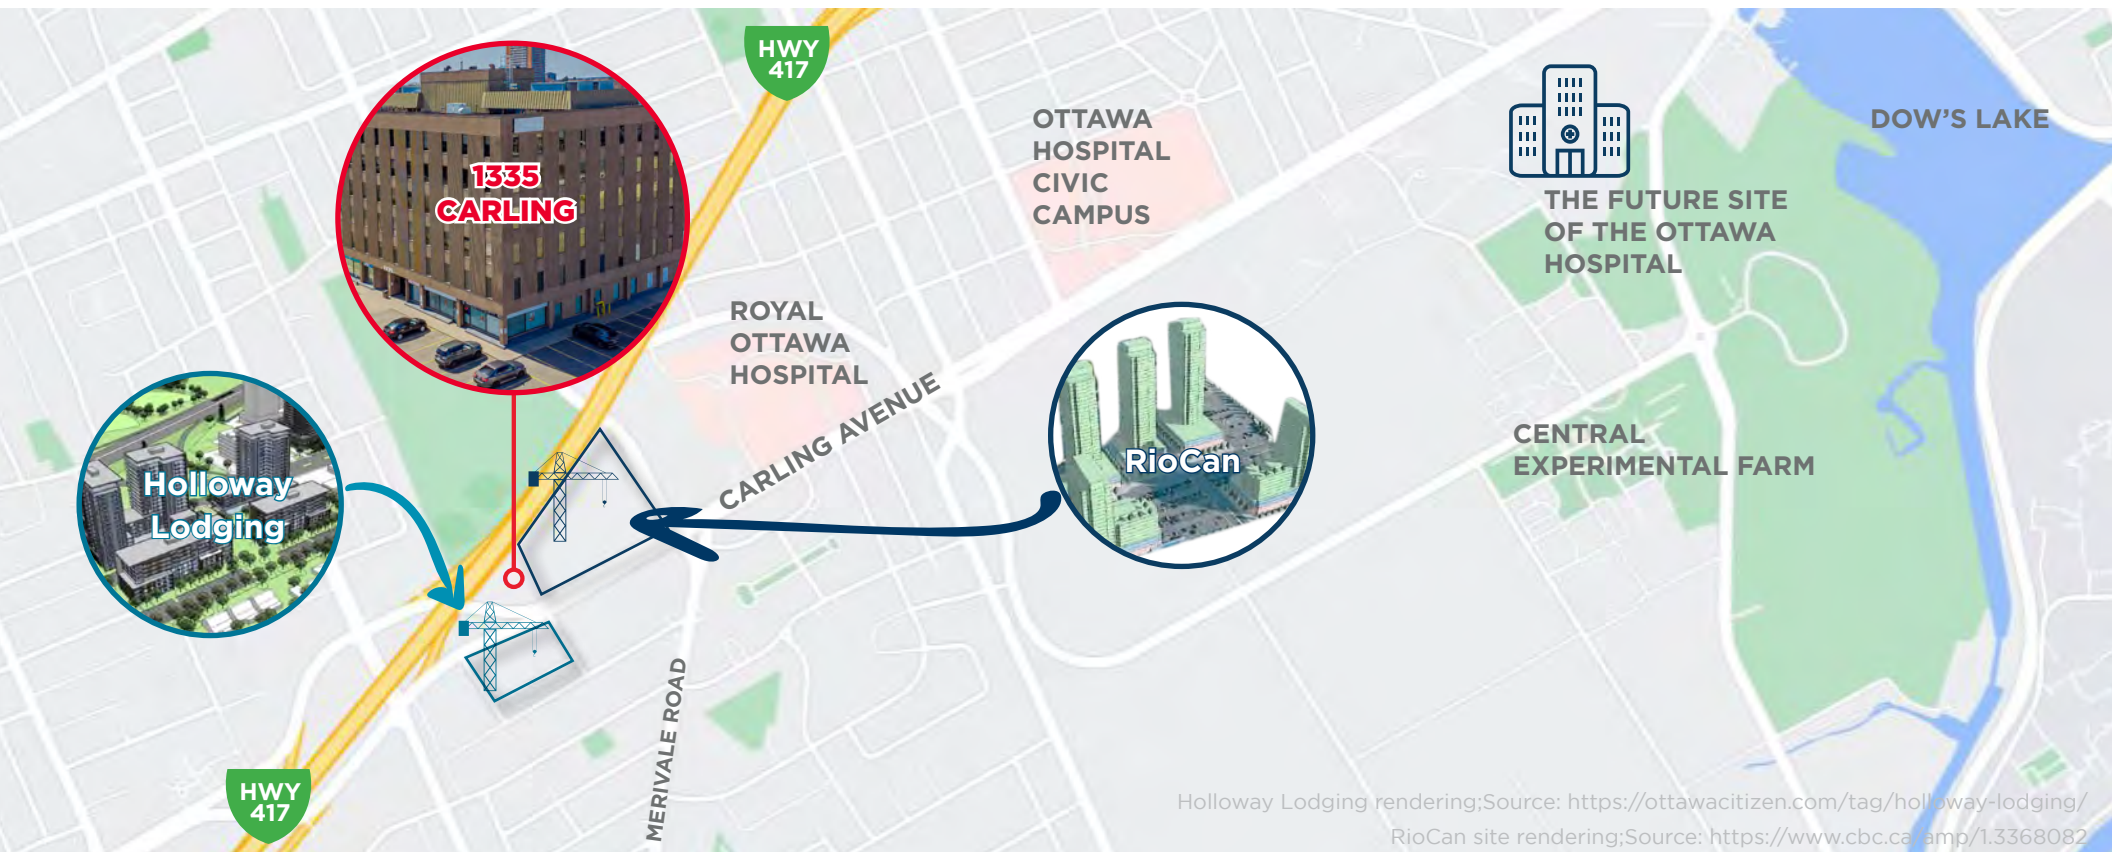 HWY
417
1335
CARLING
OTTAWA
HOSPITAL
CIVIC
CAMPUS
DOW'S LAKE
THE FUTURE SITE
OF THE OTTAWA
HOSPITAL
ROYAL
OTTAWA
HOSPITAL
CARLING AVENUE
RioCan
CENTRAL
EXPERIMENTAL FARM
Holloway
Lodging
MERIVALE ROAD
HWY
417
Holloway Lodging rendering;Source: https://ottawacitizen.com/tag/holloway-lodging/
RioCan site rendering;Source: https://www.cbc.ca/amp/1.3368082